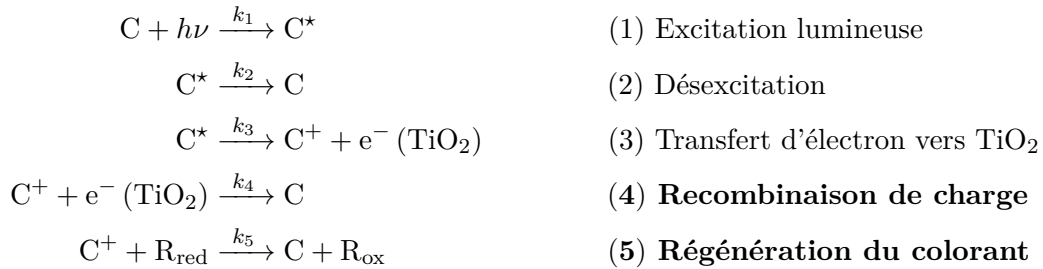 C + hν —k₁→ C⋆ (1) Excitation lumineuse
C⋆ —k₂→ C (2) Désexcitation
C⋆ —k₃→ C⁺ + e⁻ (TiO₂) (3) Transfert d'électron vers TiO₂
C⁺ + e⁻ (TiO₂) —k₄→ C (4) Recombinaison de charge
C⁺ + R_red —k₅→ C + R_ox (5) Régénération du colorant